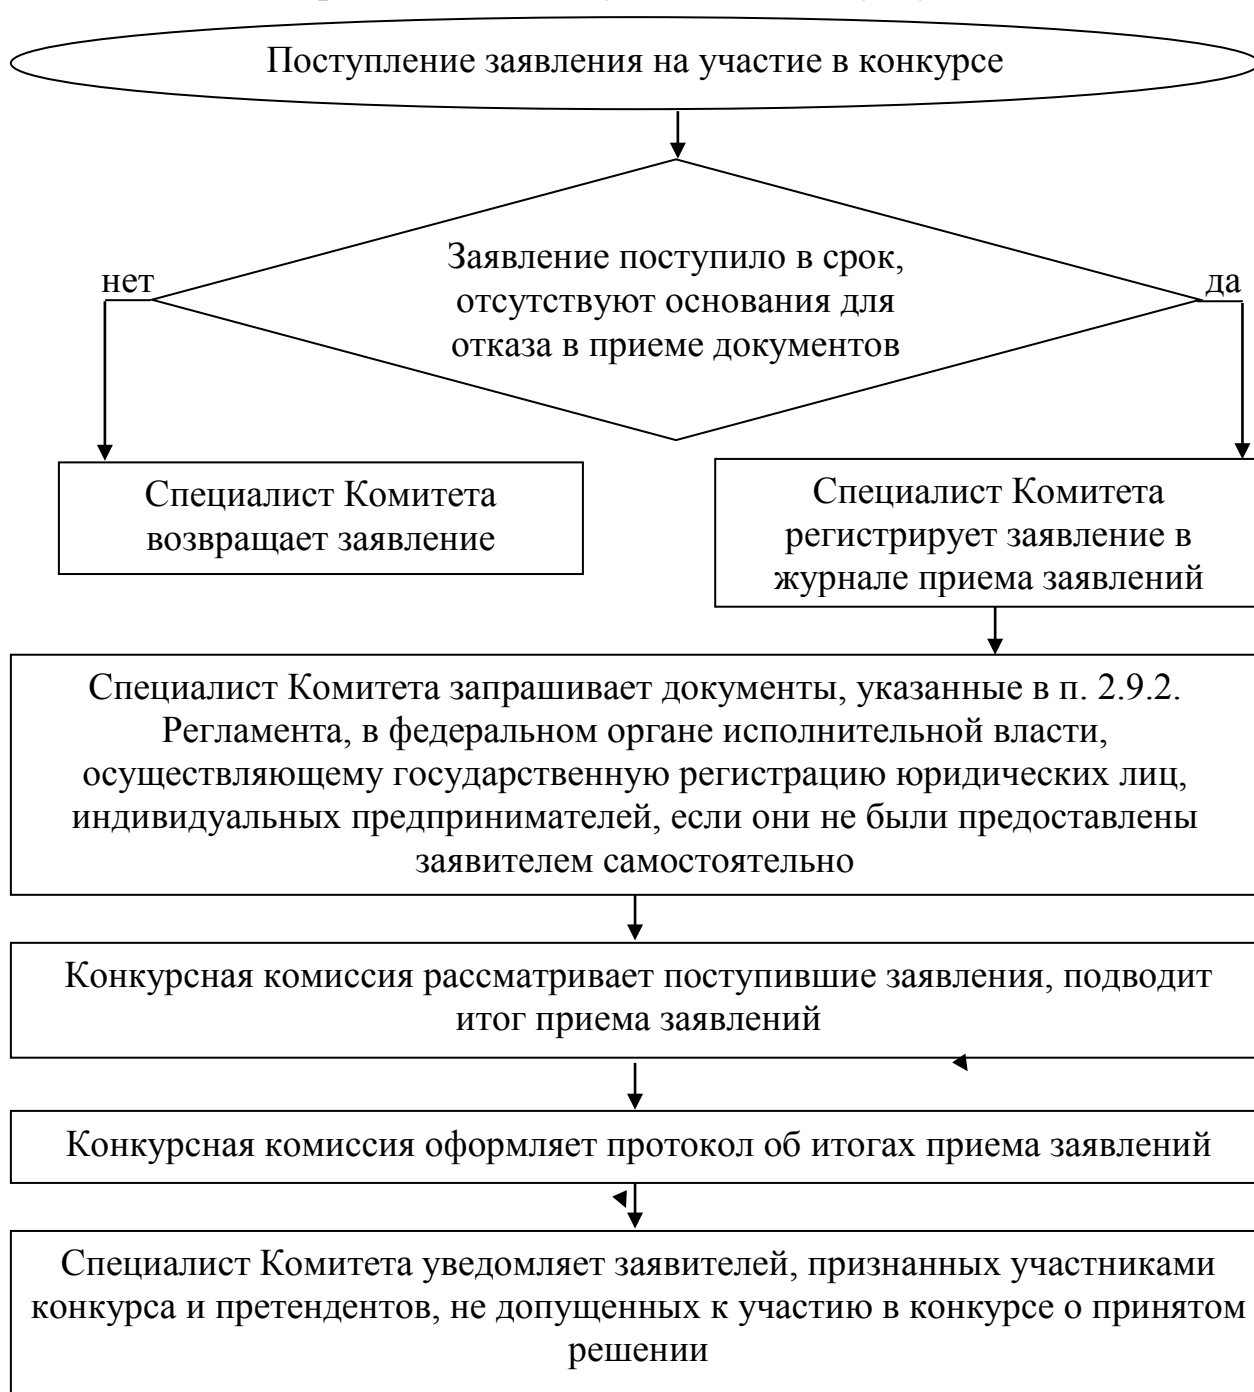 Поступление заявления на участие в конкурсе
Заявление поступило в срок,
отсутствуют основания для
отказа в приеме документов
нет
да
Специалист Комитета
возвращает заявление
Специалист Комитета
регистрирует заявление в
журнале приема заявлений
Специалист Комитета запрашивает документы, указанные в п. 2.9.2.
Регламента, в федеральном органе исполнительной власти,
осуществляющему государственную регистрацию юридических лиц,
индивидуальных предпринимателей, если они не были предоставлены
заявителем самостоятельно
Конкурсная комиссия рассматривает поступившие заявления, подводит
итог приема заявлений
Конкурсная комиссия оформляет протокол об итогах приема заявлений
Специалист Комитета уведомляет заявителей, признанных участниками
конкурса и претендентов, не допущенных к участию в конкурсе о принятом
решении